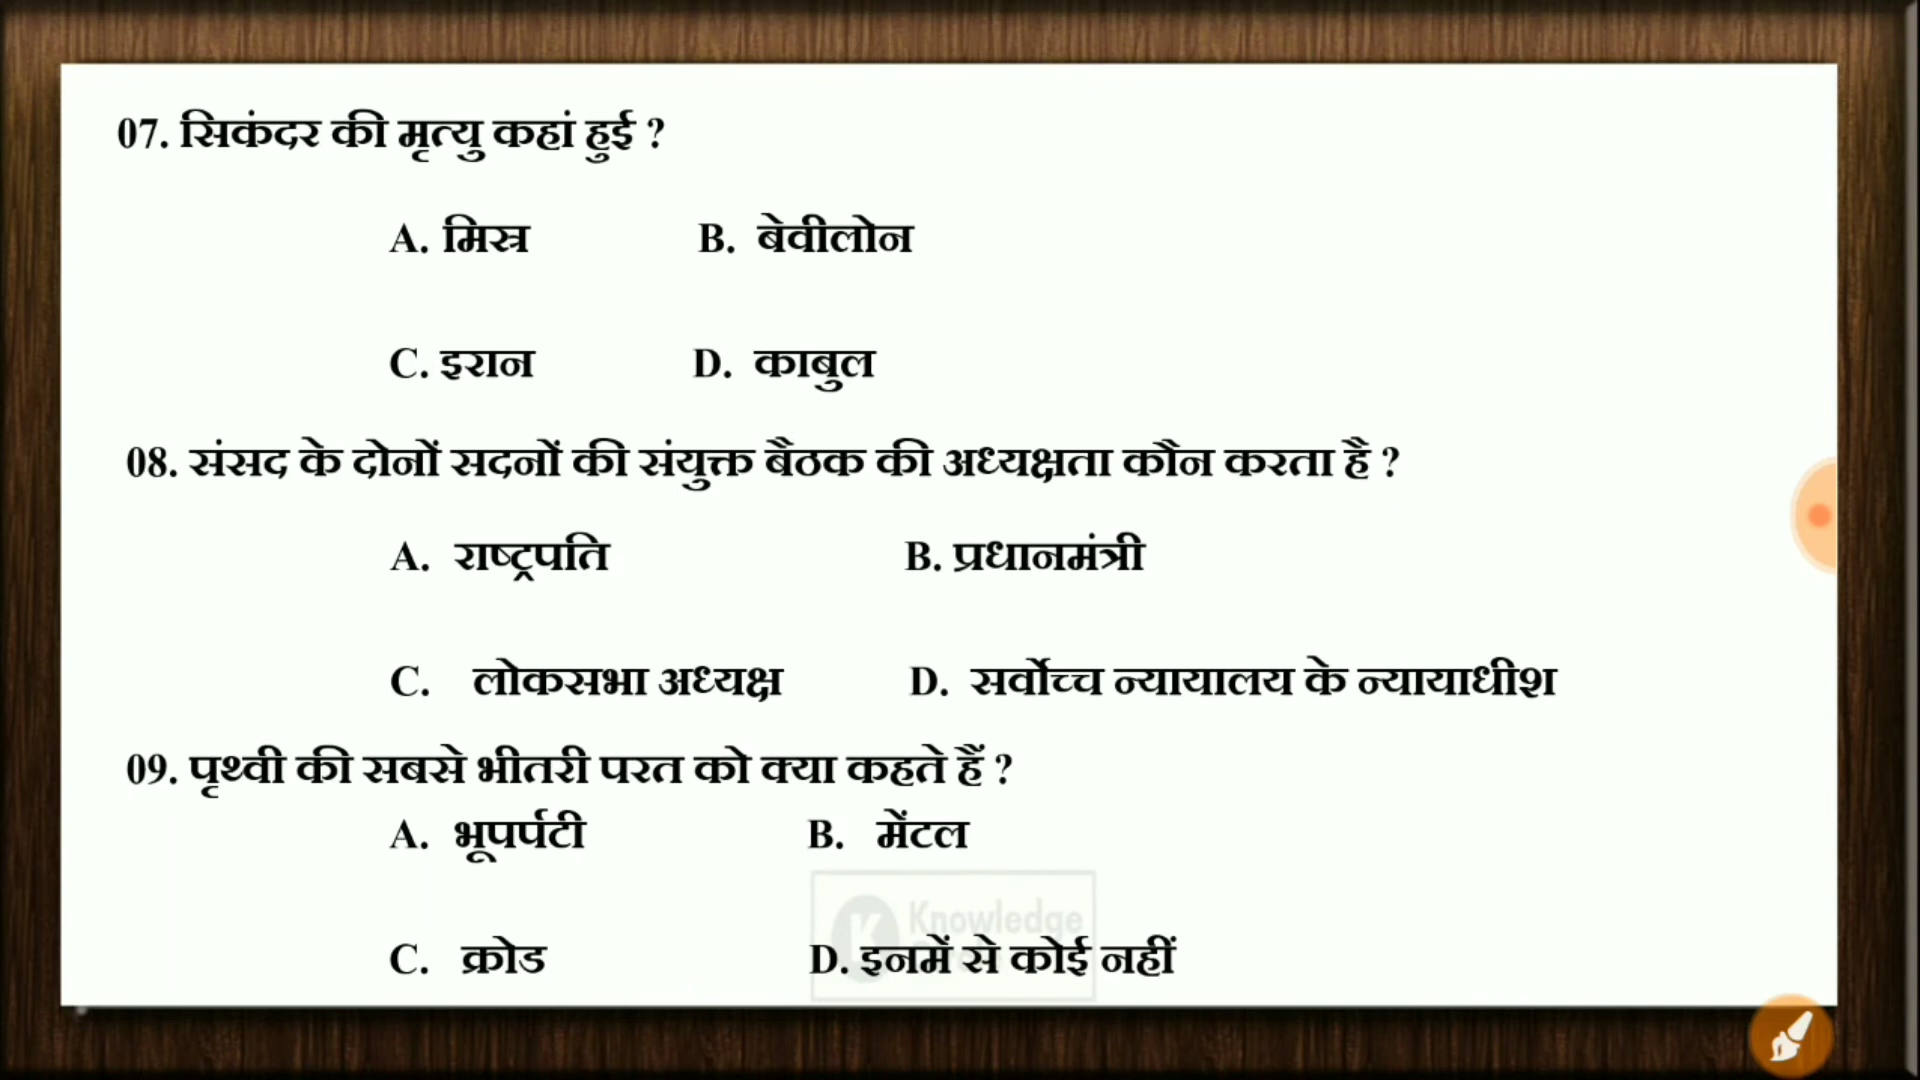 07. सिकंदर की मृत्यु कहां हुई ?
A. मिस्र B. बेवीलोन
C. इरान D. काबुल
08. संसद के दोनों सदनों की संयुक्त बैठक की अध्यक्षता कौन करता है ?
A. राष्ट्रपति B. प्रधानमंत्री
C. लोकसभा अध्यक्ष D. सर्वोच्च न्यायालय के न्यायाधीश
09. पृथ्वी की सबसे भीतरी परत को क्या कहते हैं ?
A. भूपर्पटी B. मेंटल
K Knowledge
C. क्रोड D. इनमें से कोई नहीं